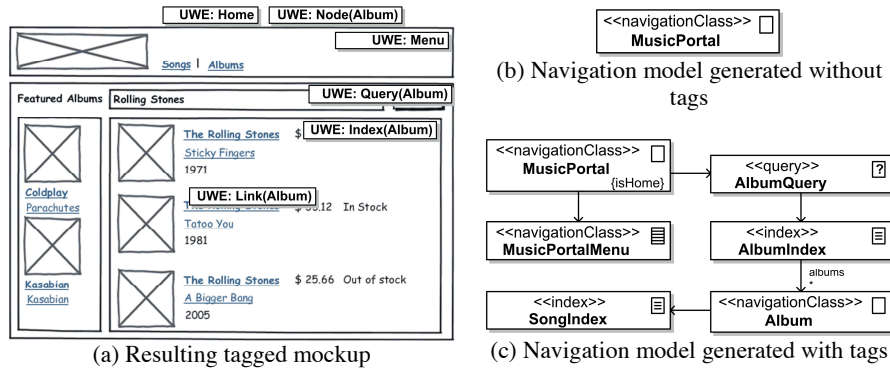 UWE: Home UWE: Node(Album)
UWE: Menu
Songs | Albums
UWE: Query(Album)
Featured Albums Rolling Stones
UWE: Index(Album)
The Rolling Stones $
Sticky Fingers
1971
Coldplay
Parachutes
UWE: Link(Album)
.12 In Stock
Tatoo You
1981
Kasabian
Kasabian
The Rolling Stones $ 25.66 Out of stock
A Bigger Bang
2005
(a) Resulting tagged mockup
<<navigationClass>>
MusicPortal
(b) Navigation model generated without
tags
<<navigationClass>>
MusicPortal
{isHome}
<<query>>
AlbumQuery
?
<<navigationClass>>
MusicPortalMenu
<<index>>
AlbumIndex
albums
*
<<index>>
SongIndex
<<navigationClass>>
Album
(c) Navigation model generated with tags